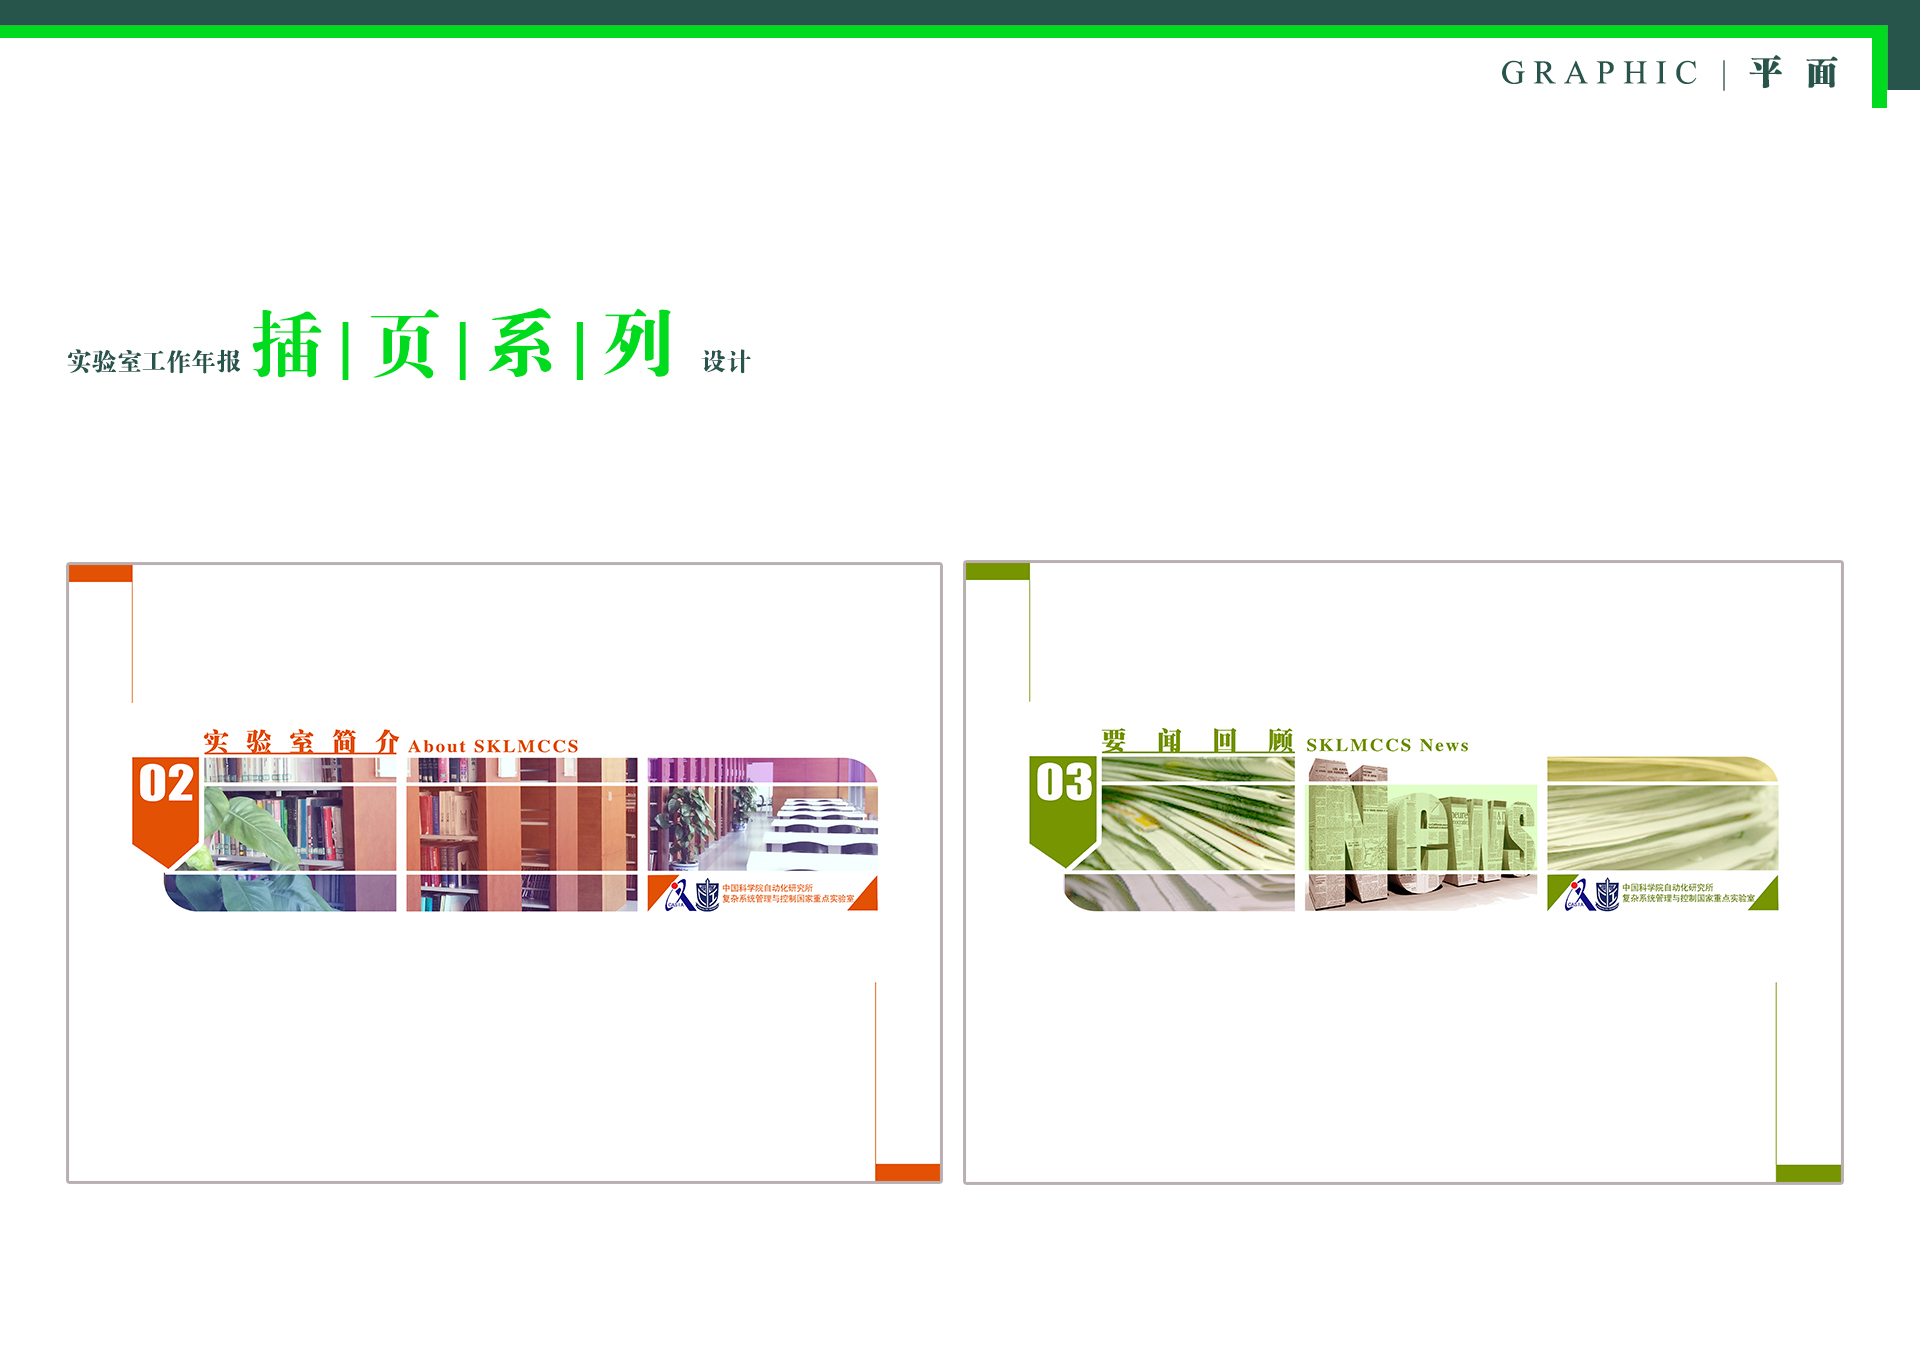 GRAPHIC | 平 面
实验室工作年报 插|页|系|列 设计
实 验 室 简 介 About SKLMCCS
02
CASIA
中国科学院自动化研究所
复杂系统管理与控制国家重点实验室
要 闻 回 顾 SKLMCCS News
03
News
CASIA
中国科学院自动化研究所
复杂系统管理与控制国家重点实验室